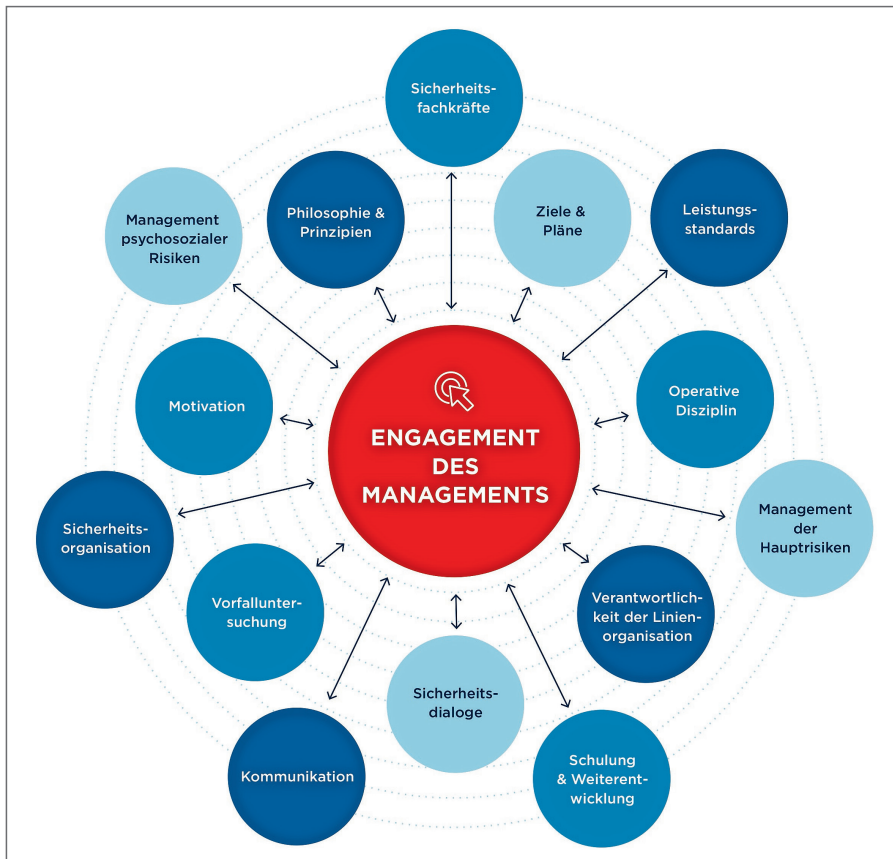 Sicherheits-
fachkräfte
Management
psychosozialer
Risiken
Philosophie &
Prinzipien
Ziele &
Pläne
Leistungs-
standards
Motivation
ENGAGEMENT
DES
MANAGEMENTS
Operative
Disziplin
Sicherheits-
organisation
Management
der
Hauptrisiken
Vorfallunter-
suchung
Verantwortlich-
keit der Linien-
organisation
Sicherheits-
dialoge
Kommunikation
Schulung
& Weiterent-
wicklung